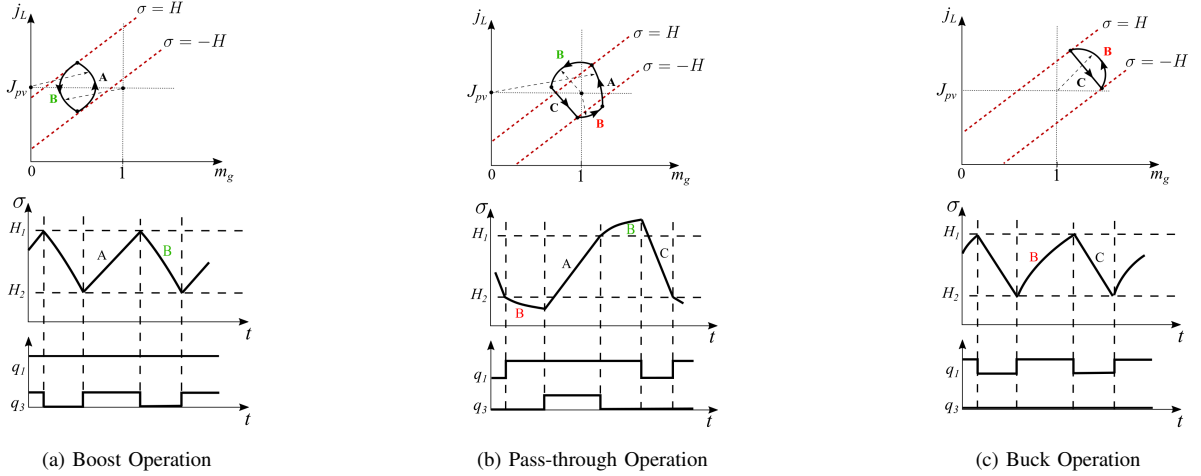 j_L
σ = H
σ = −H
A
B
J_pv
0
1
m_g
σ
H_1
A
B
H_2
t
q_1
q_3
t
(a) Boost Operation
j_L
σ = H
σ = −H
B
A
C
B
J_pv
0
1
m_g
σ
H_1
B
A
C
H_2
B
t
q_1
q_3
t
(b) Pass-through Operation
j_L
σ = H
σ = −H
B
C
J_pv
0
1
m_g
σ
H_1
B
C
H_2
t
q_1
q_3
t
(c) Buck Operation